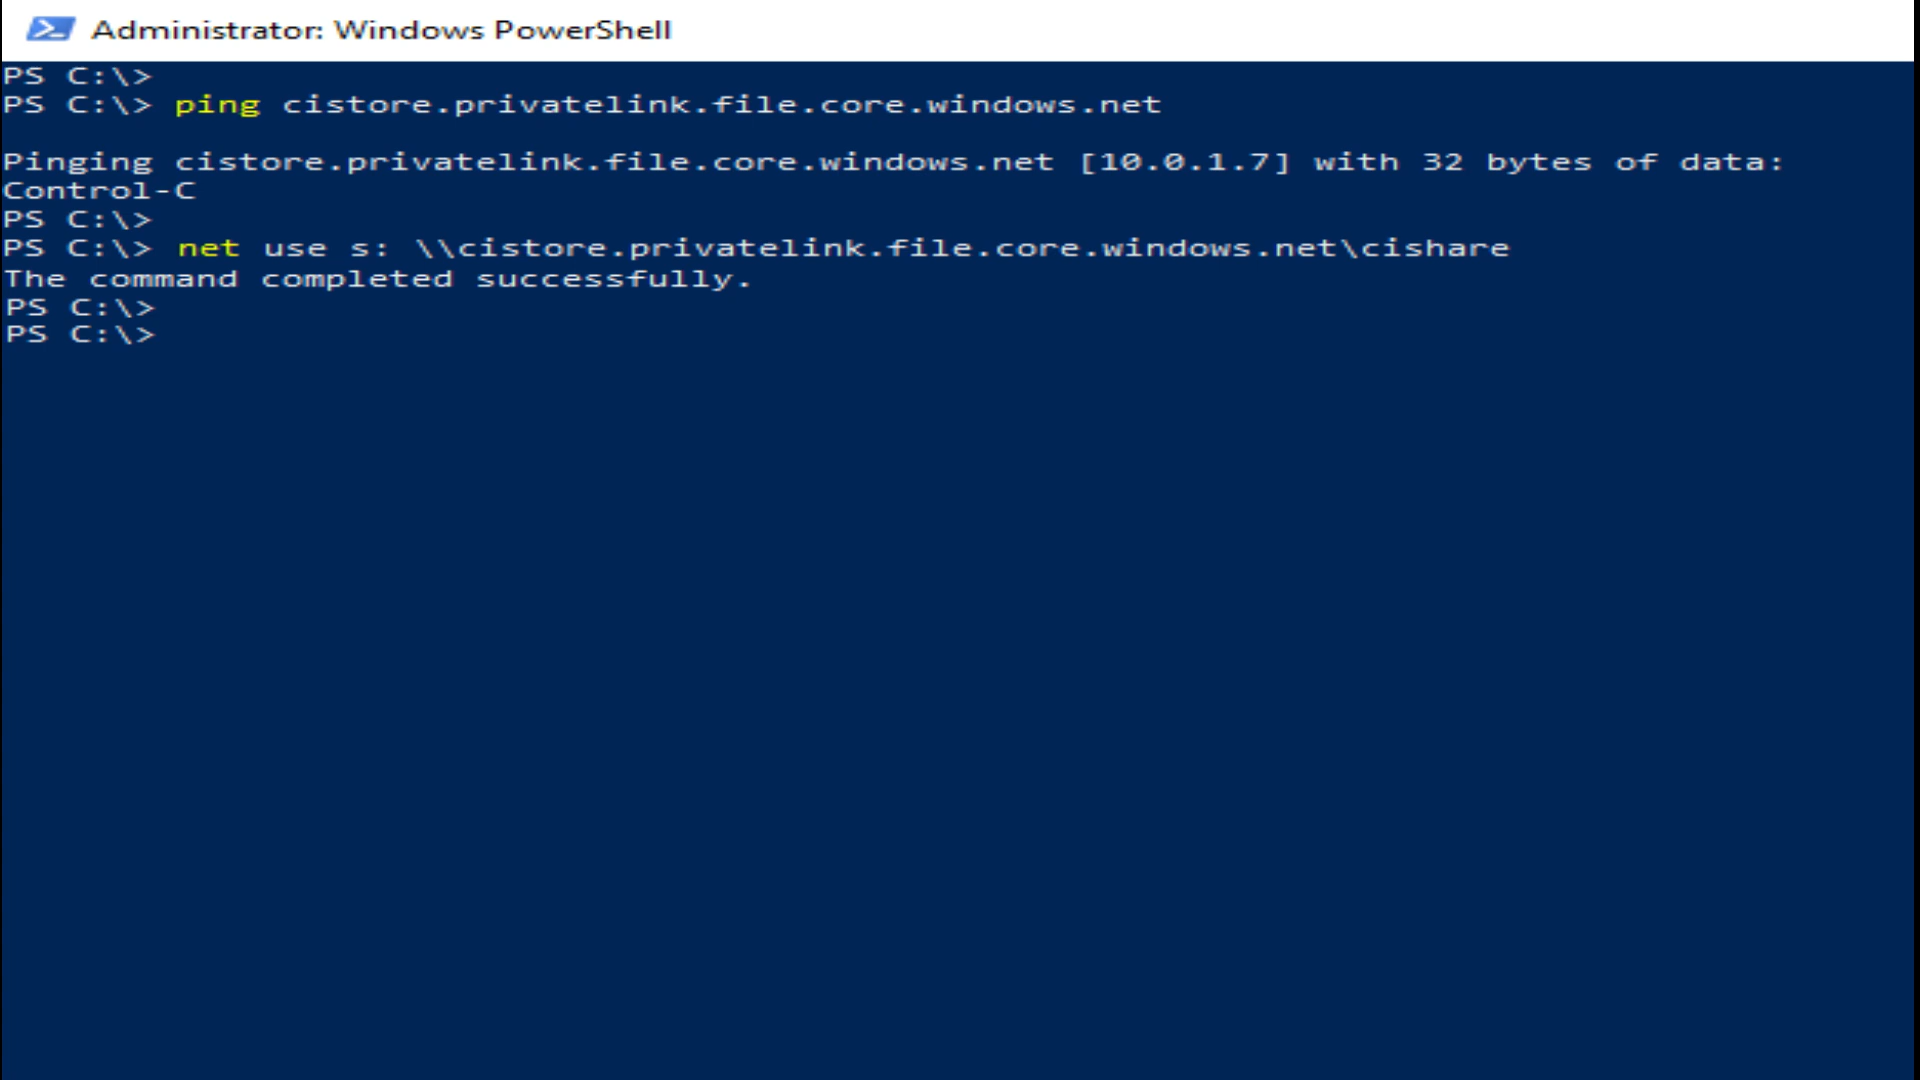 Administrator: Windows PowerShell
PS C:\>
PS C:\> ping cistore.privatelink.file.core.windows.net
Pinging cistore.privatelink.file.core.windows.net [10.0.1.7] with 32 bytes of data:
Control-C
PS C:\>
PS C:\> net use s: \\cistore.privatelink.file.core.windows.net\cishare
The command completed successfully.
PS C:\>
PS C:\>